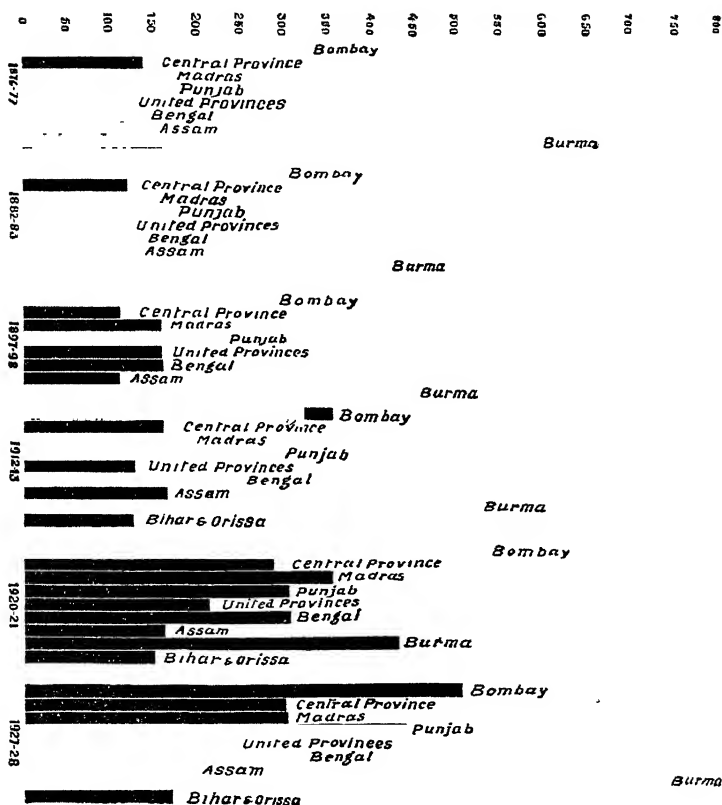 0 50 100 150 200 250 300 350 400 450 500 550 600 650 700 750 800
1876-77
Bombay
Central Province
Madras
Punjab
United Provinces
Bengal
Assam
Burma
1882-83
Bombay
Central Province
Madras
Punjab
United Provinces
Bengal
Assam
Burma
1897-98
Bombay
Central Province
Madras
Punjab
United Provinces
Bengal
Assam
Burma
1912-13
Bombay
Central Province
Madras
Punjab
United Provinces
Bengal
Assam
Burma
Bihar & Orissa
1920-21
Bombay
Central Province
Madras
Punjab
United Provinces
Bengal
Assam
Burma
Bihar & Orissa
1927-28
Bombay
Central Province
Madras
Punjab
United Provinees
Bengal
Assam
Burma
Bihar & Orissa